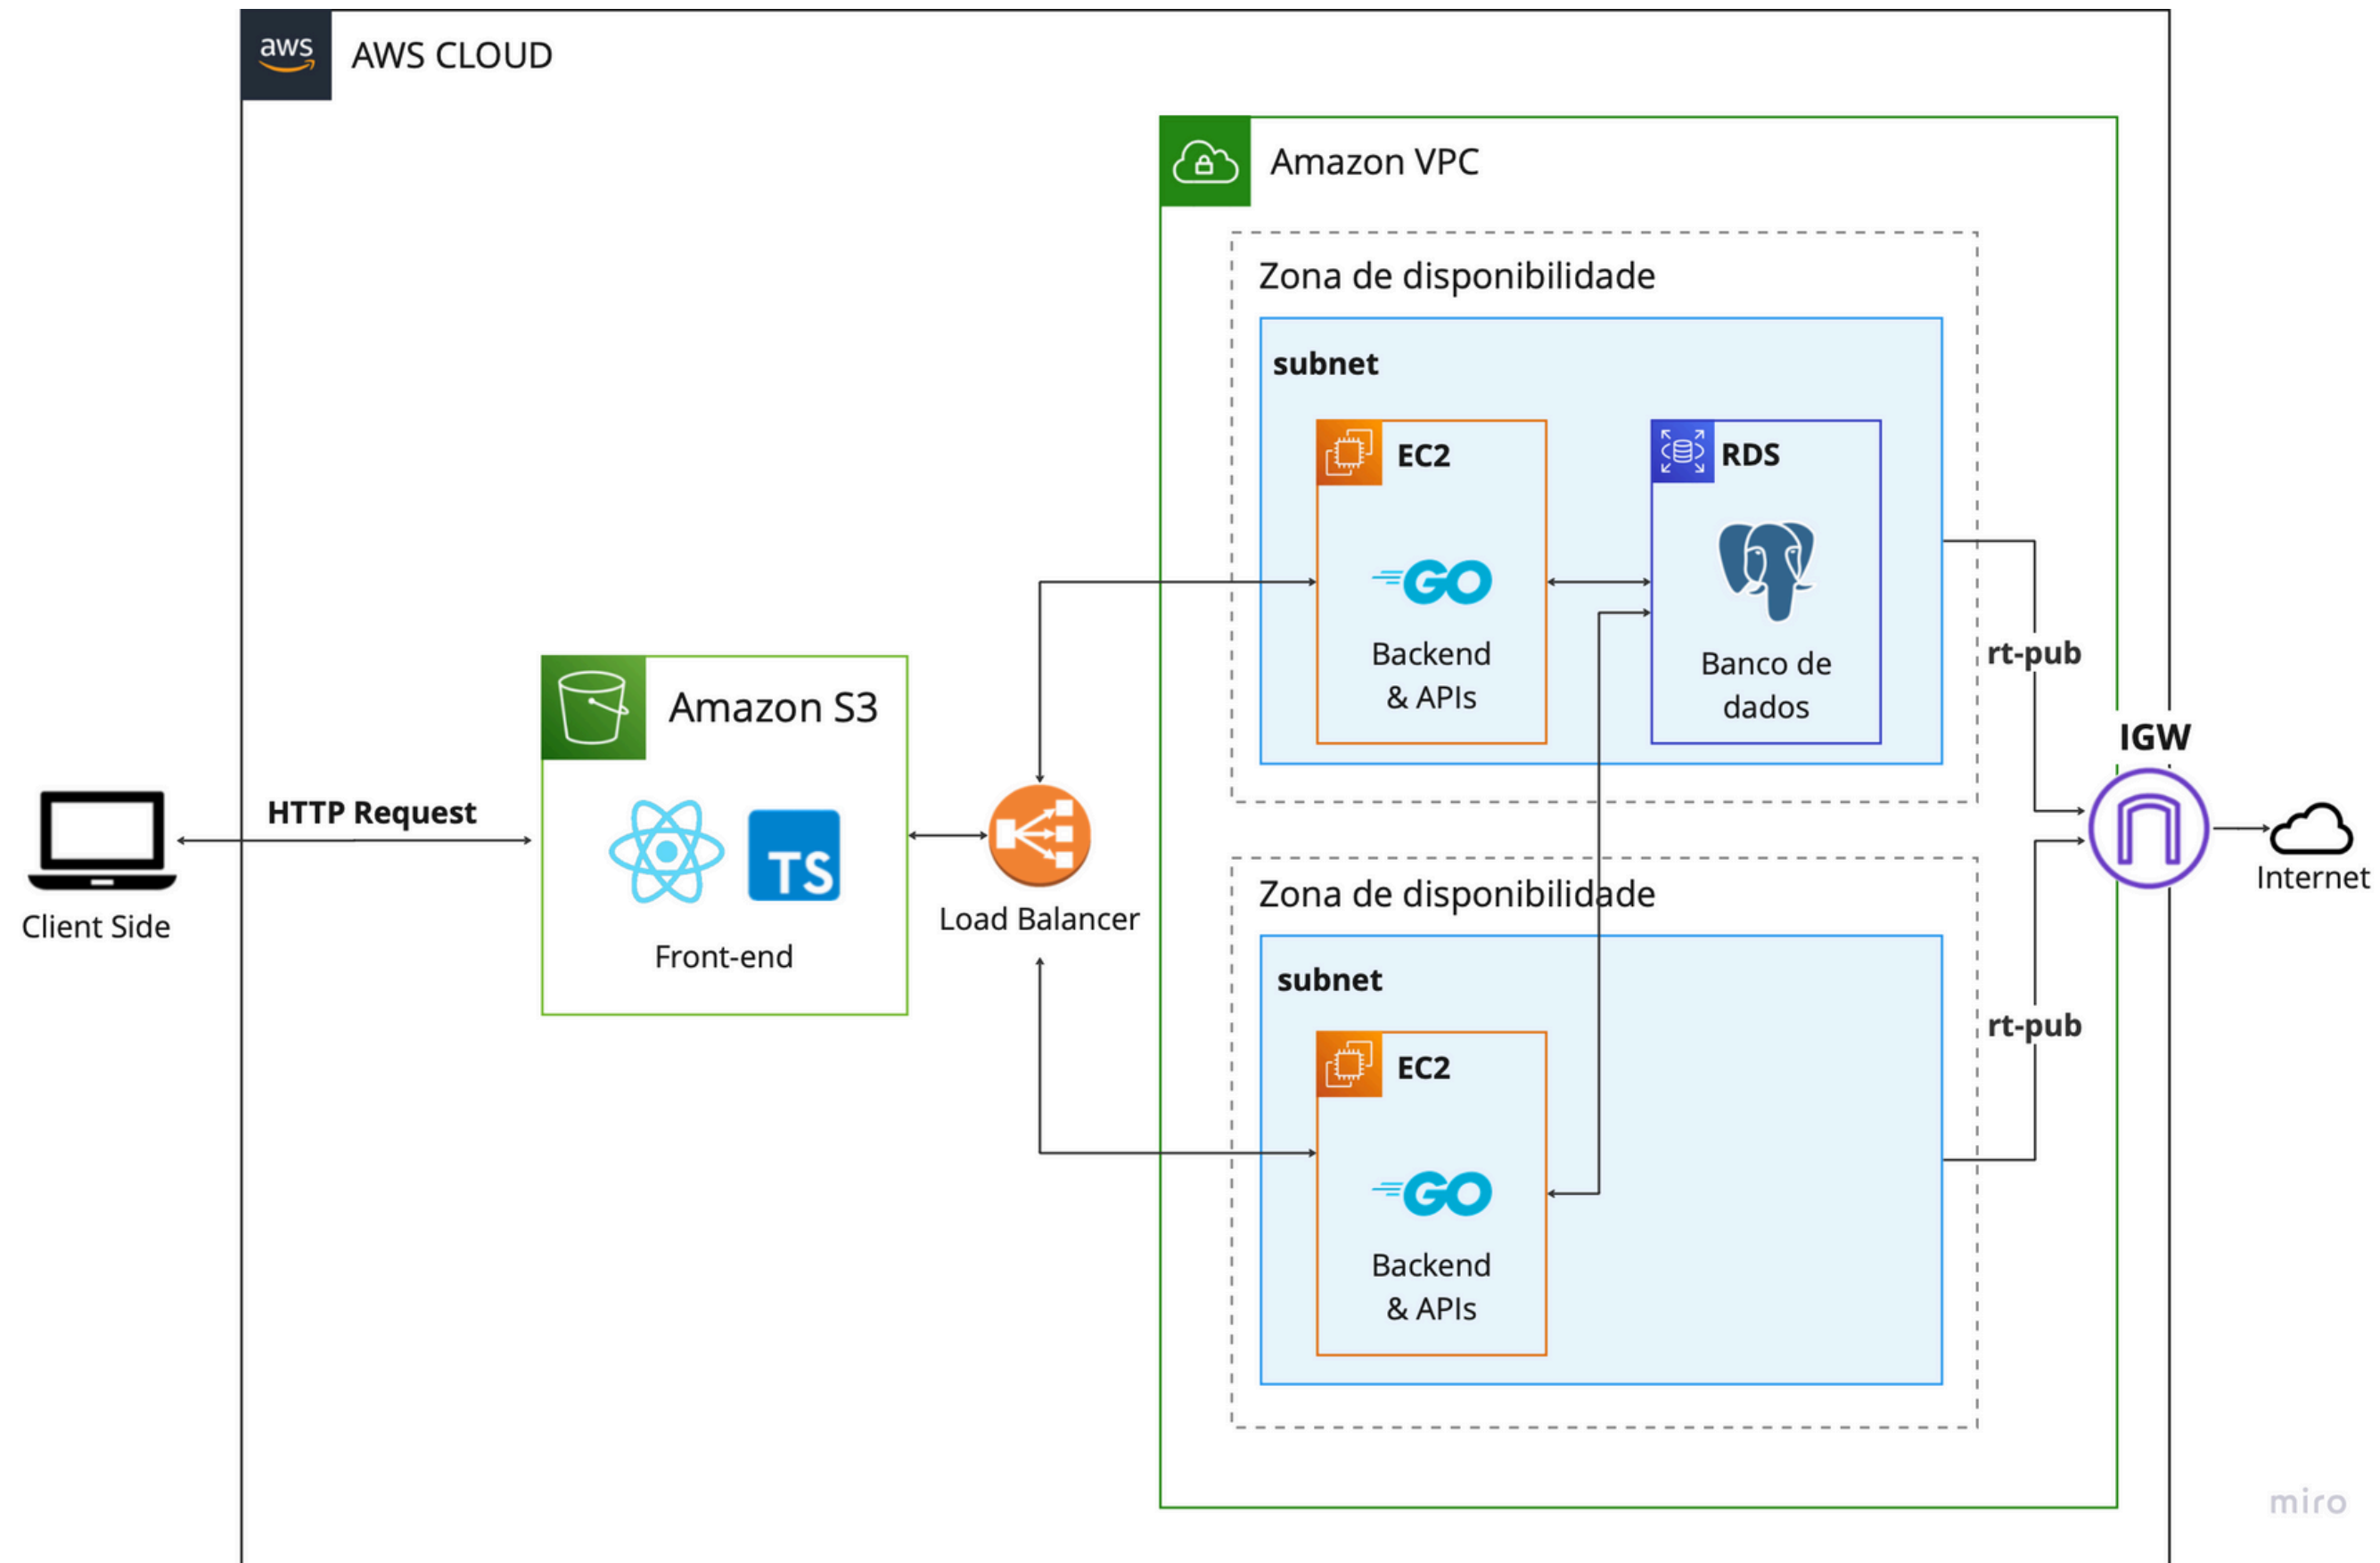 aws
AWS CLOUD
Amazon VPC
Zona de disponibilidade
subnet
EC2
GO
Backend
& APIs
RDS
Banco de
dados
rt-pub
IGW
Internet
Client Side
HTTP Request
Amazon S3
TS
Front-end
Load Balancer
Zona de disponibilidade
subnet
EC2
GO
Backend
& APIs
rt-pub
miro